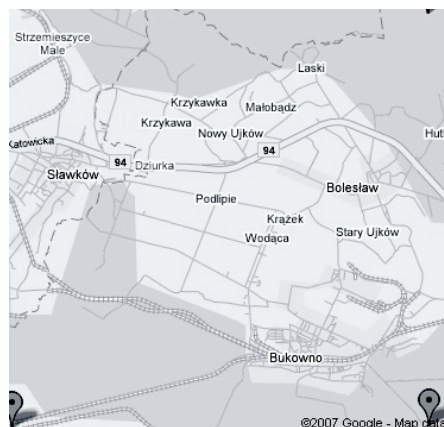 Strzemieszyce
Małe
Laski
Krzykawka
Małobądz
Krzykawa
Nowy Ujków
Katowicka
94
94
Dziurka
Sławków
Bolesław
Podlipie
Krążek
Stary Ujków
Wodąca
Bukowno
©2007 Google - Map data